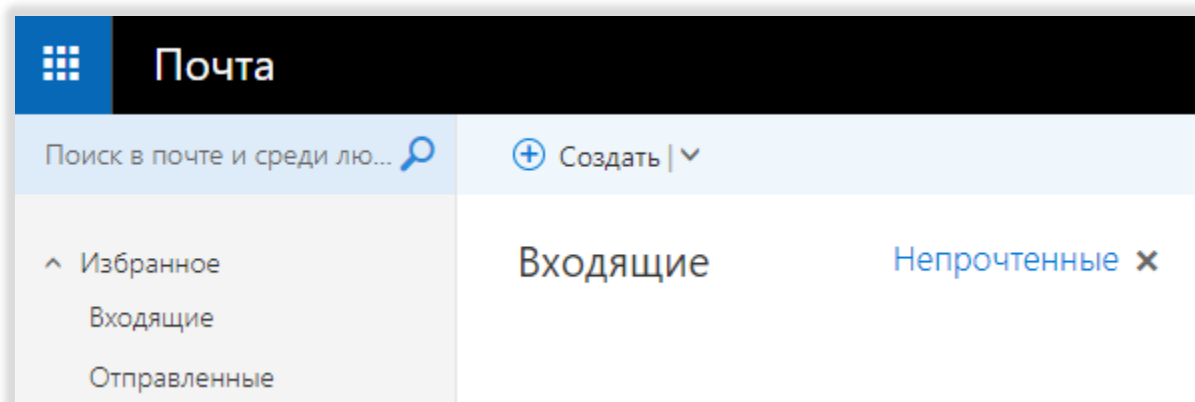 Почта
Поиск в почте и среди лю...
Создать
Избранное
Входящие
Отправленные
Входящие
Непрочтенные